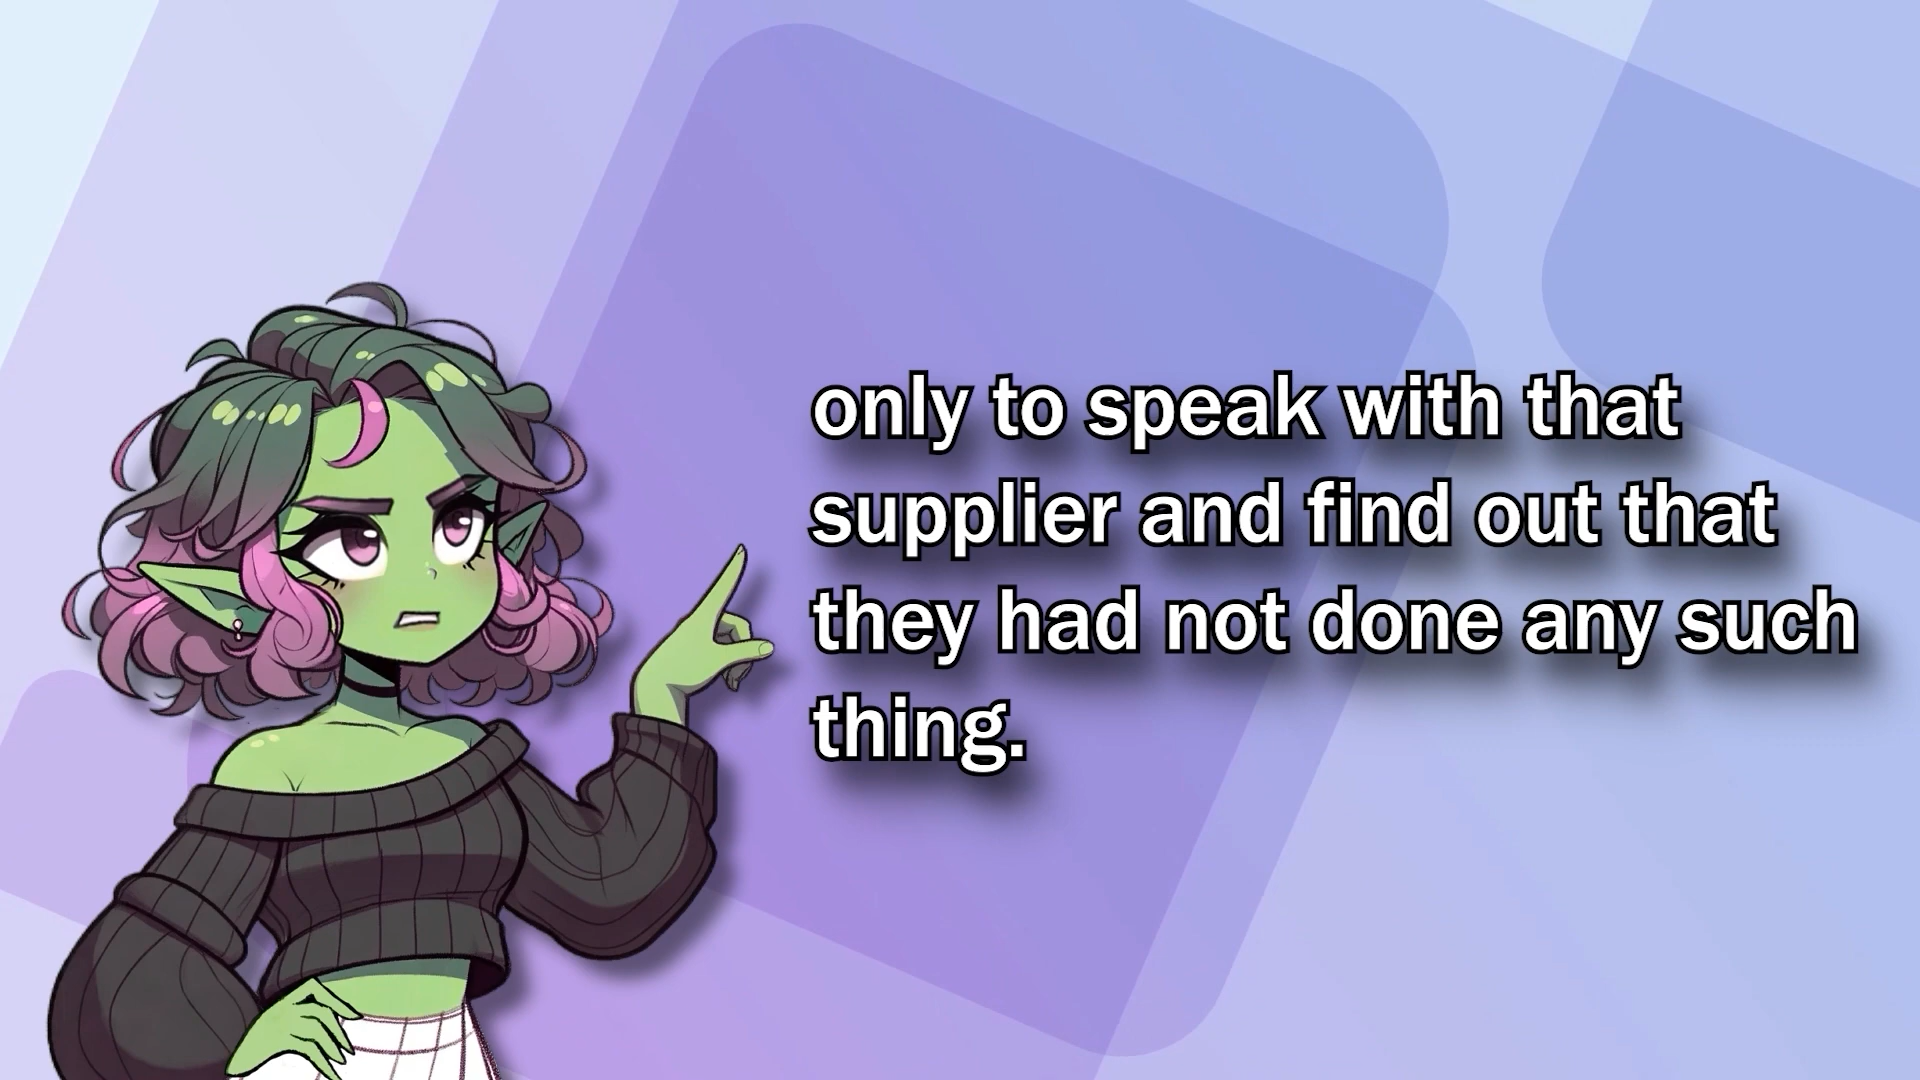 only to speak with that
supplier and find out that
they had not done any such
thing.